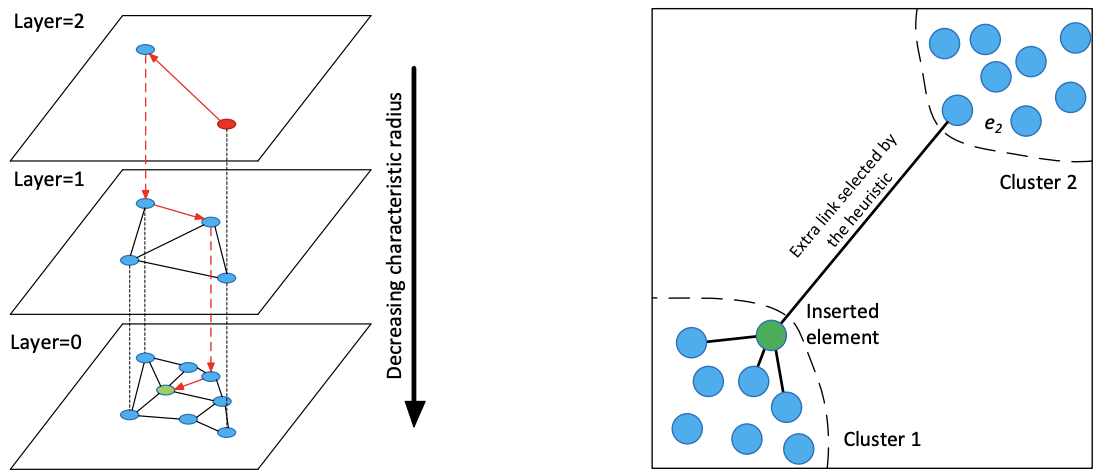 Layer=2
Layer=1
Layer=0
Decreasing characteristic radius
e2
Cluster 2
Extra link selected by
the heuristic
Inserted
element
Cluster 1